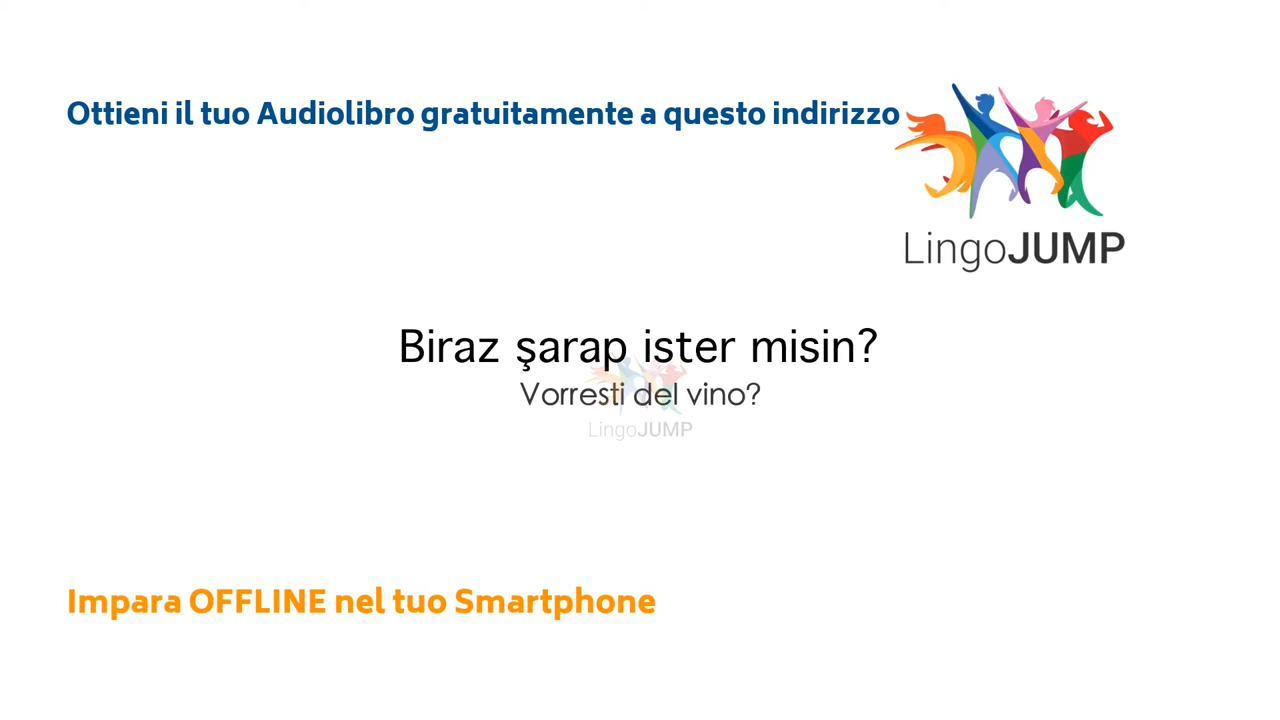 Ottieni il tuo Audiolibro gratuitamente a questo indirizzo
LingoJUMP
Biraz şarap ister misin?
Vorresti del vino?
LingoJUMP
Impara OFFLINE nel tuo Smartphone